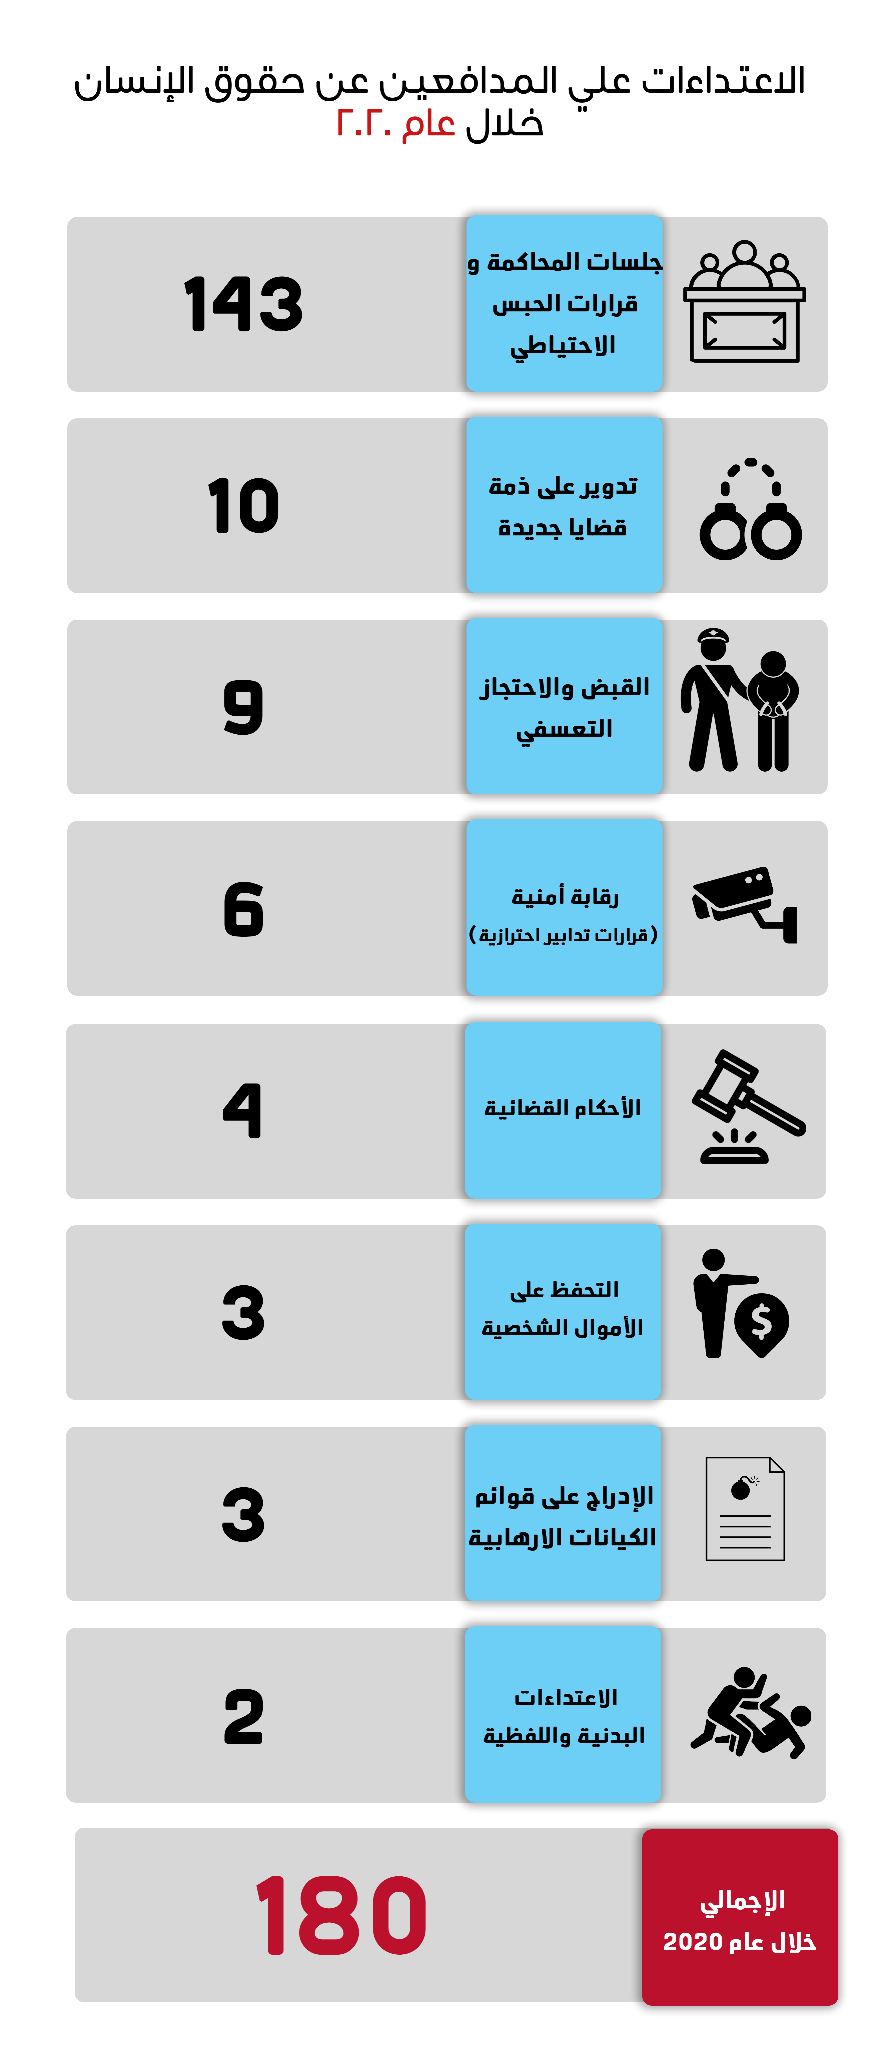 الاعتداءات علي المدافعين عن حقوق الإنسان
خلال عام ٢٠٢٠
جلسات المحاكمة و
قرارات الحبس
الاحتياطي
143
تدوير على ذمة
قضايا جديدة
10
القبض والاحتجاز
التعسفي
9
رقابة أمنية
(قرارات تدابير احترازية)
6
الأحكام القضائية
4
التحفظ على
الأموال الشخصية
3
الإدراج على قوائم
الكيانات الارهابية
3
الاعتداءات
البدنية واللفظية
2
الإجمالي
خلال عام 2020
180